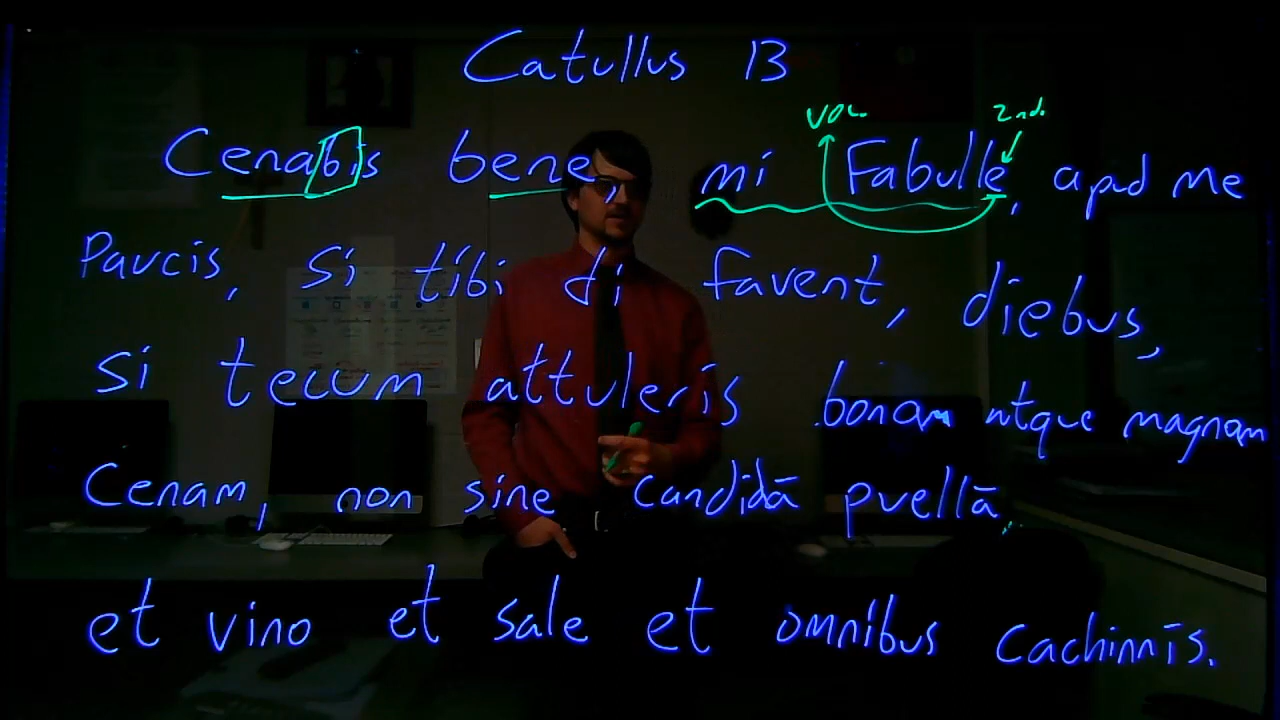 Catullus 13
voc. 2nd.
Cenabis bene, mi Fabulle, apud me
Paucis, si tibi di favent, diebus,
si tecum attuleris bonam atque magnam
Cenam, non sine candidā puellā,
et vino et sale et omnibus cachinnis.